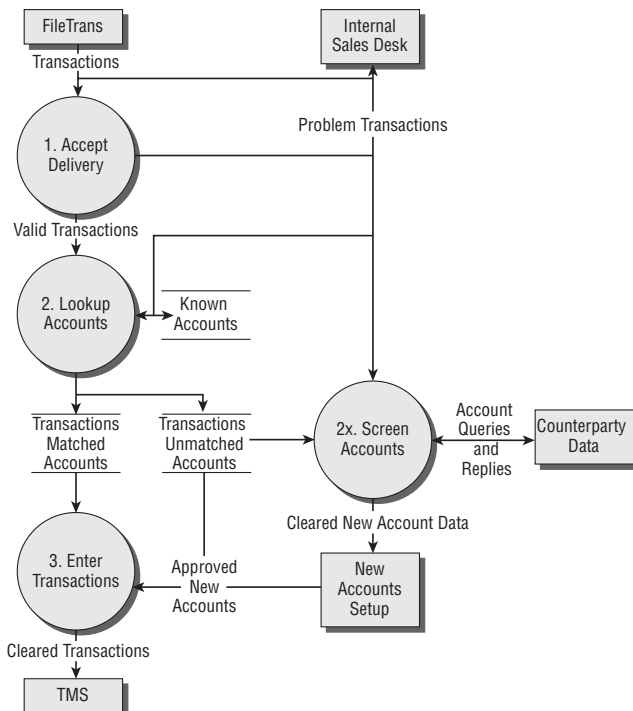 FileTrans
Internal
Sales Desk
Transactions
Problem Transactions
1. Accept
Delivery
Valid Transactions
2. Lookup
Accounts
Known
Accounts
Transactions
Matched
Accounts
Transactions
Unmatched
Accounts
2x. Screen
Accounts
Account
Queries
and
Replies
Counterparty
Data
Cleared New Account Data
3. Enter
Transactions
Approved
New
Accounts
New
Accounts
Setup
Cleared Transactions
TMS